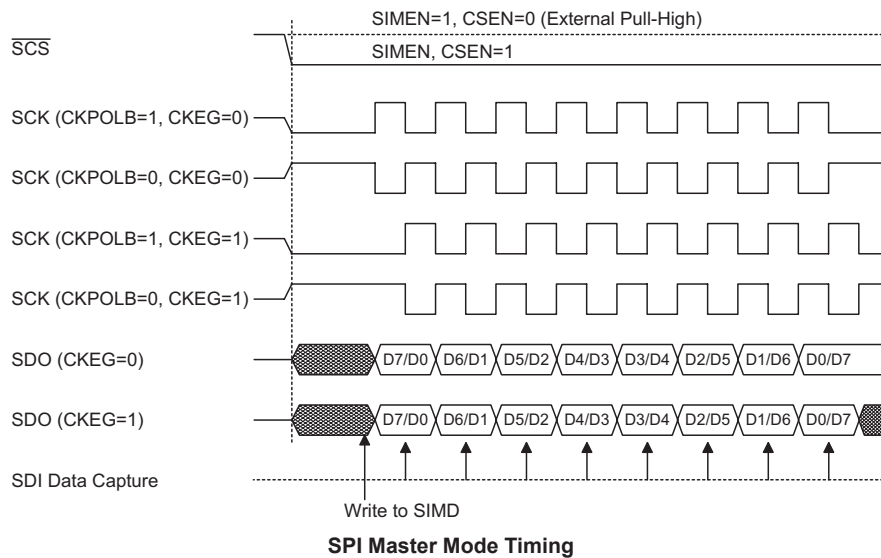 SIMEN=1, CSEN=0 (External Pull-High)
SCS
SIMEN, CSEN=1
SCK (CKPOLB=1, CKEG=0)
SCK (CKPOLB=0, CKEG=0)
SCK (CKPOLB=1, CKEG=1)
SCK (CKPOLB=0, CKEG=1)
SDO (CKEG=0) D7/D0 D6/D1 D5/D2 D4/D3 D3/D4 D2/D5 D1/D6 D0/D7
SDO (CKEG=1) D7/D0 D6/D1 D5/D2 D4/D3 D3/D4 D2/D5 D1/D6 D0/D7
SDI Data Capture
Write to SIMD
SPI Master Mode Timing